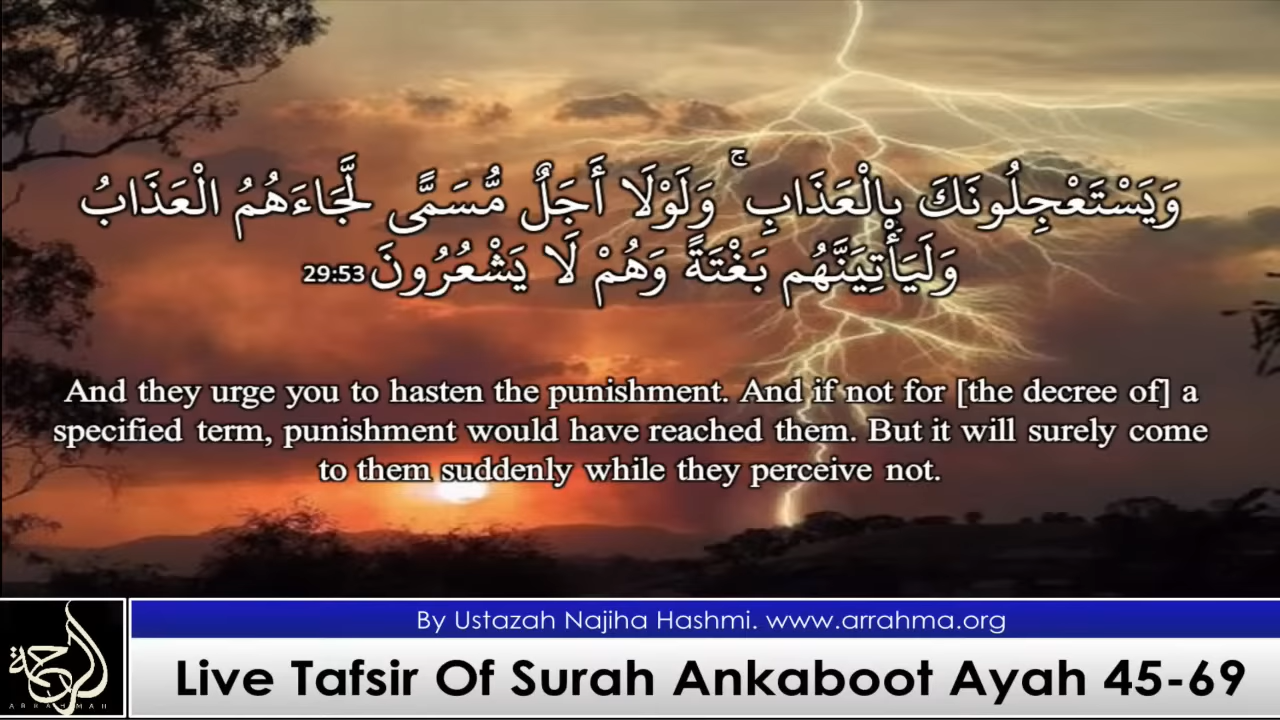 وَيَسْتَعْجِلُونَكَ بِالْعَذَابِ ۚ وَلَوْلَا أَجَلٌ مُّسَمًّى لَّجَاءَهُمُ الْعَذَابُ
وَلَيَأْتِيَنَّهُم بَغْتَةً وَهُمْ لَا يَشْعُرُونَ 29:53
And they urge you to hasten the punishment. And if not for [the decree of] a
specified term, punishment would have reached them. But it will surely come
to them suddenly while they perceive not.
By Ustazah Najiha Hashmi. www.arrahma.org
الرحمة
ARRAHMAH
Live Tafsir Of Surah Ankaboot Ayah 45-69